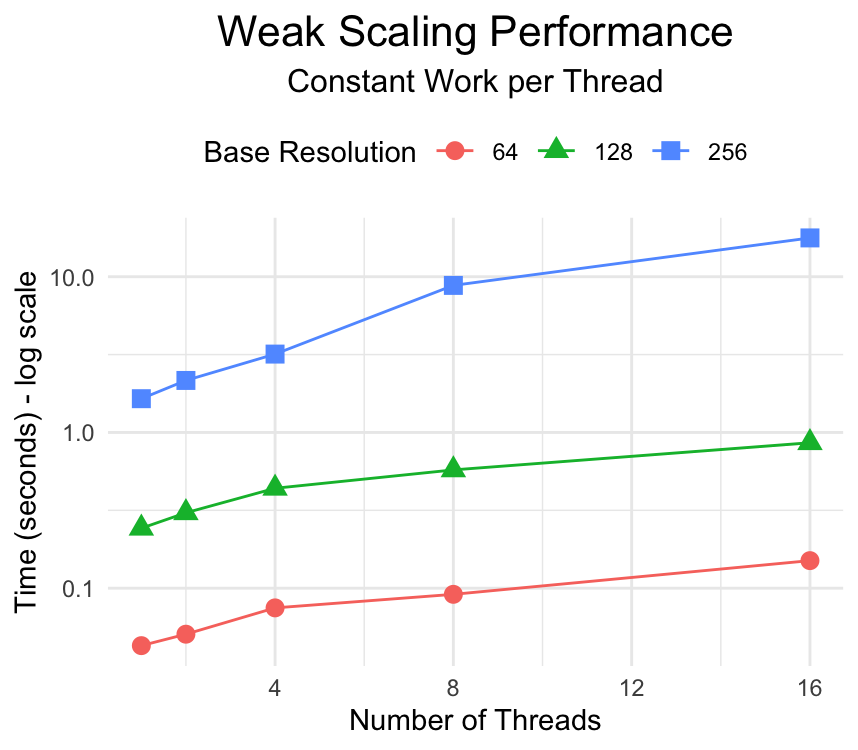 Weak Scaling Performance
Constant Work per Thread
Base Resolution 64 128 256
Time (seconds) - log scale
10.0
1.0
0.1
4 8 12 16
Number of Threads